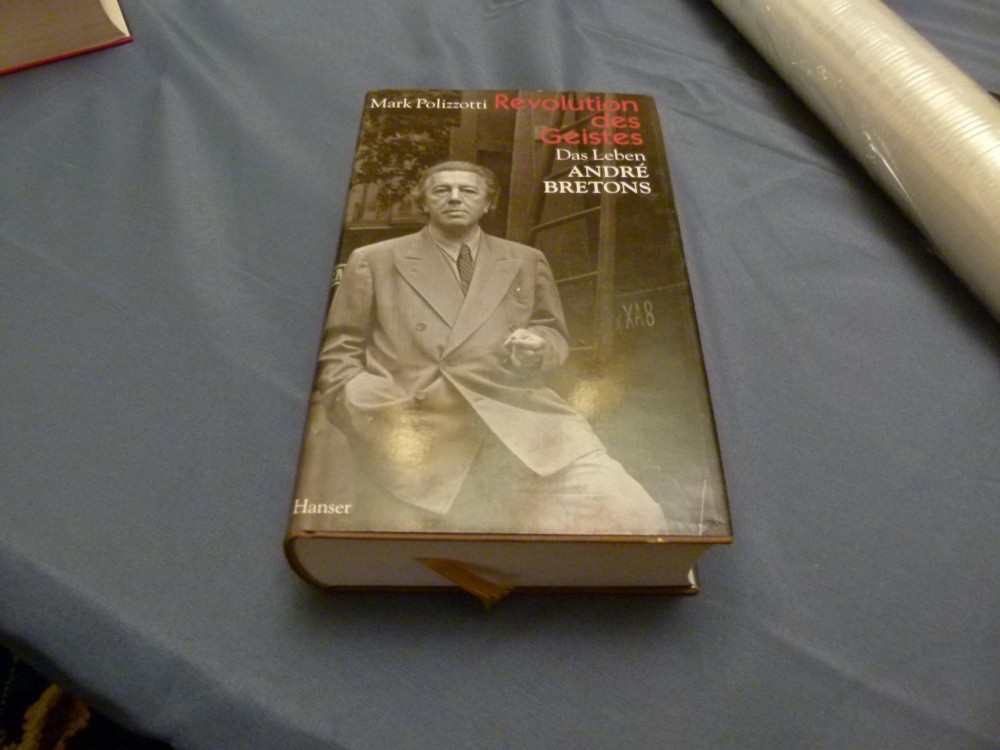 Mark Polizzotti Revolution
des
Geistes
Das Leben
ANDRÉ
BRETONS
XA8
Hanser